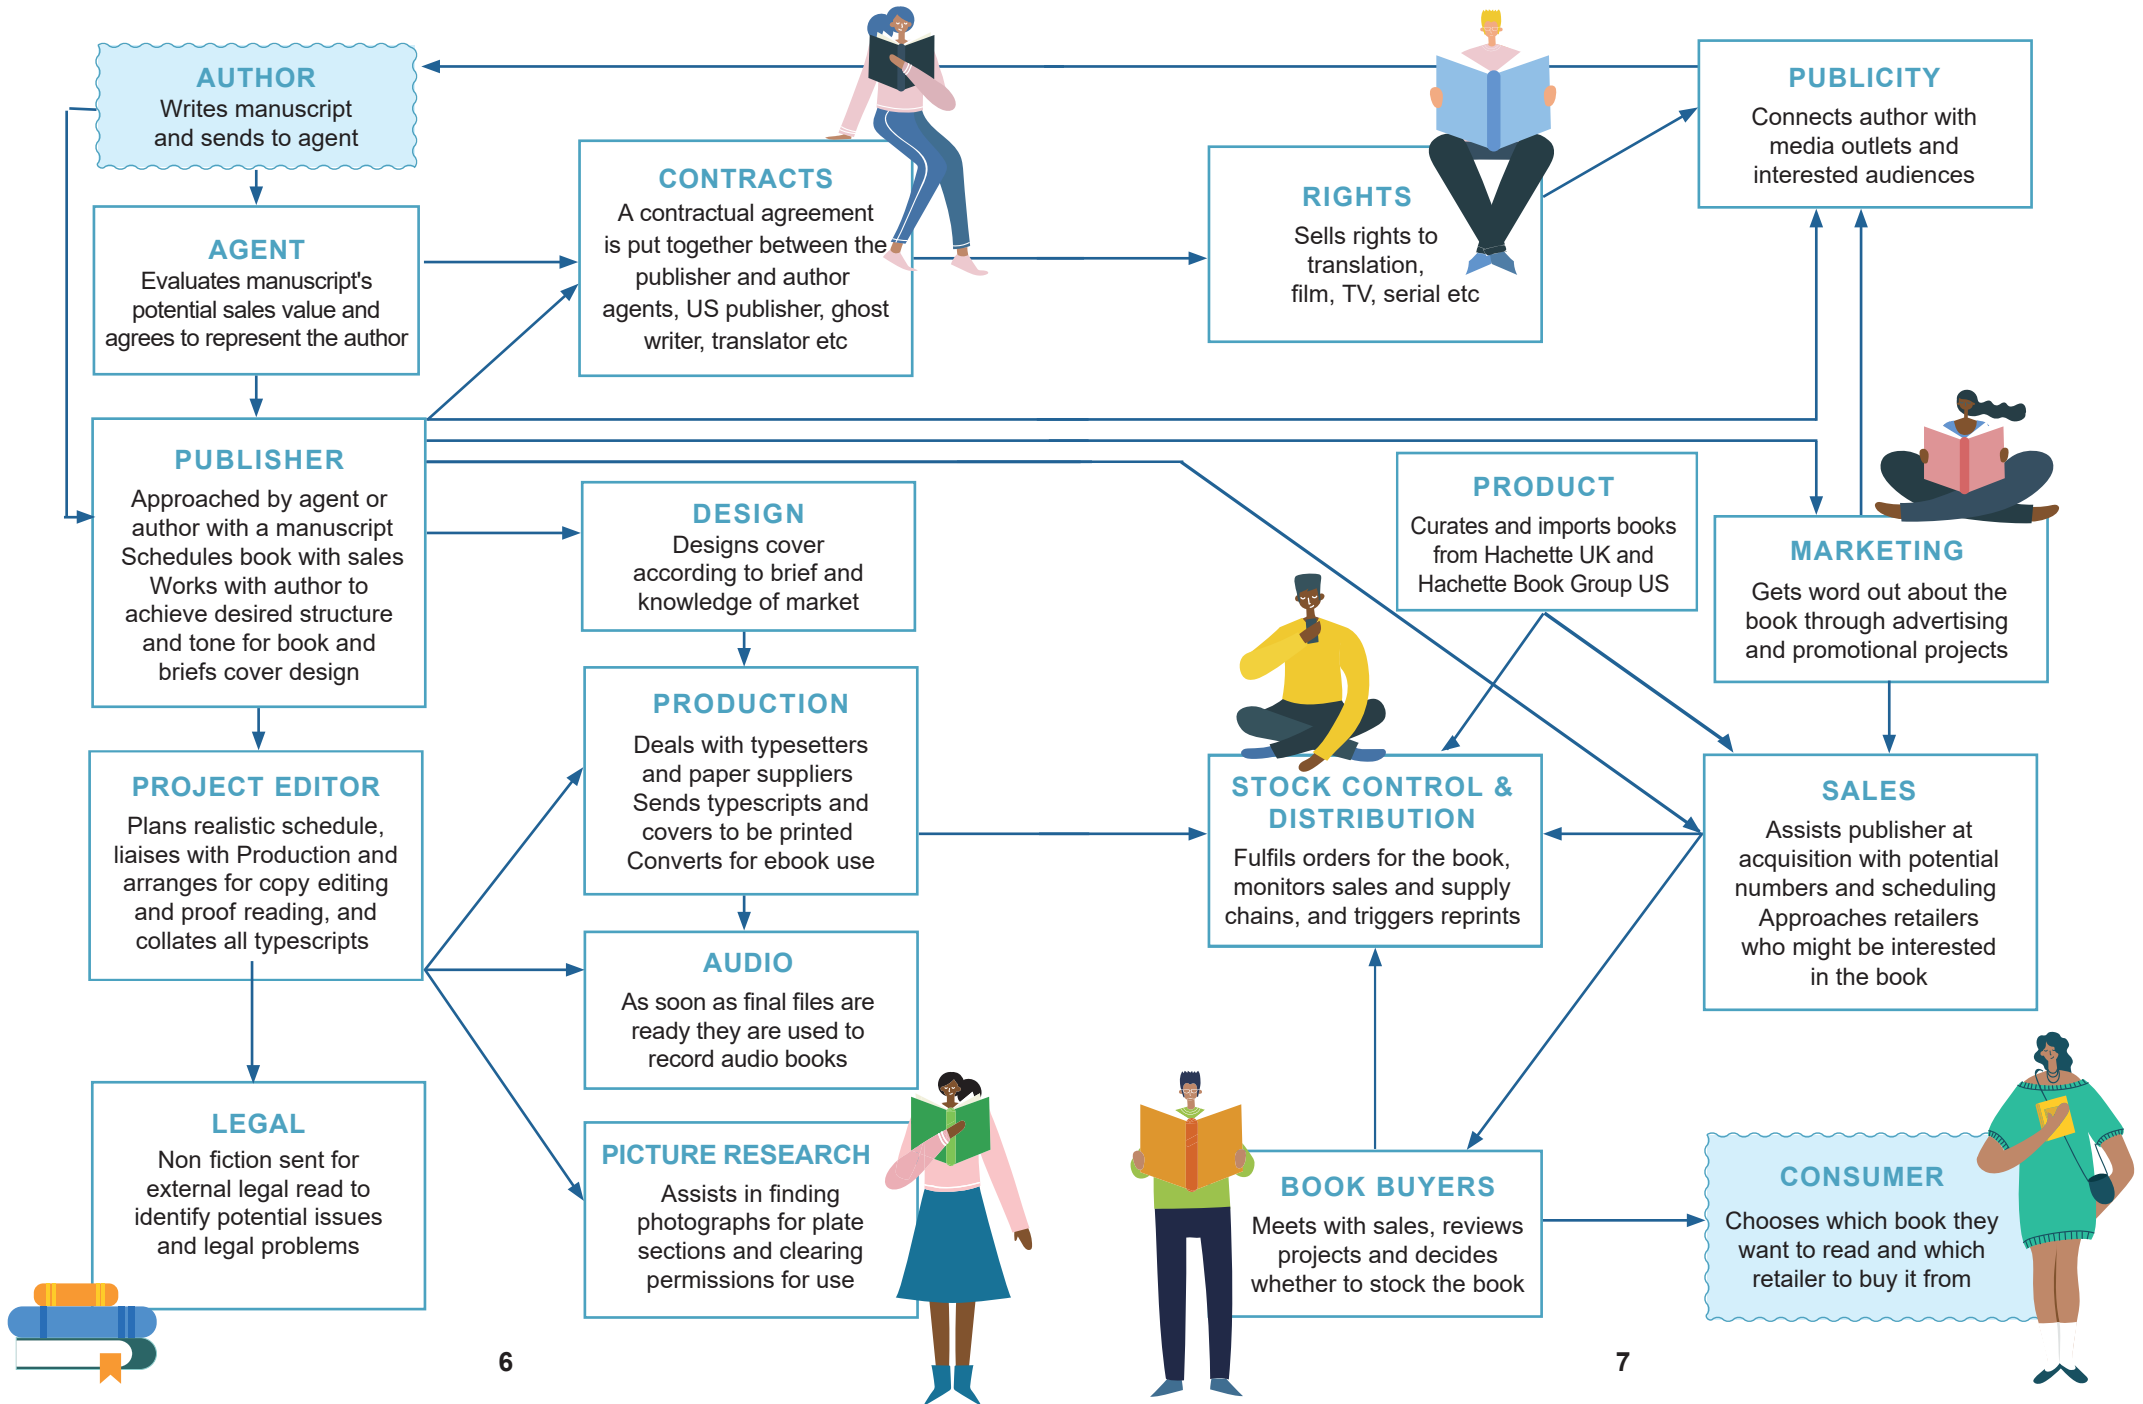 AUTHOR
Writes manuscript
and sends to agent
AGENT
Evaluates manuscript's
potential sales value and
agrees to represent the author
PUBLISHER
Approached by agent or
author with a manuscript
Schedules book with sales
Works with author to
achieve desired structure
and tone for book and
briefs cover design
PROJECT EDITOR
Plans realistic schedule,
liaises with Production and
arranges for copy editing
and proof reading, and
collates all typescripts
LEGAL
Non fiction sent for
external legal read to
identify potential issues
and legal problems
CONTRACTS
A contractual agreement
is put together between the
publisher and author
agents, US publisher, ghost
writer, translator etc
DESIGN
Designs cover
according to brief and
knowledge of market
PRODUCTION
Deals with typesetters
and paper suppliers
Sends typescripts and
covers to be printed
Converts for ebook use
AUDIO
As soon as final files are
ready they are used to
record audio books
PICTURE RESEARCH
Assists in finding
photographs for plate
sections and clearing
permissions for use
6
RIGHTS
Sells rights to
translation,
film, TV, serial etc
PUBLICITY
Connects author with
media outlets and
interested audiences
PRODUCT
Curates and imports books
from Hachette UK and
Hachette Book Group US
MARKETING
Gets word out about the
book through advertising
and promotional projects
STOCK CONTROL &
DISTRIBUTION
Fulfils orders for the book,
monitors sales and supply
chains, and triggers reprints
SALES
Assists publisher at
acquisition with potential
numbers and scheduling
Approaches retailers
who might be interested
in the book
BOOK BUYERS
Meets with sales, reviews
projects and decides
whether to stock the book
CONSUMER
Chooses which book they
want to read and which
retailer to buy it from
7